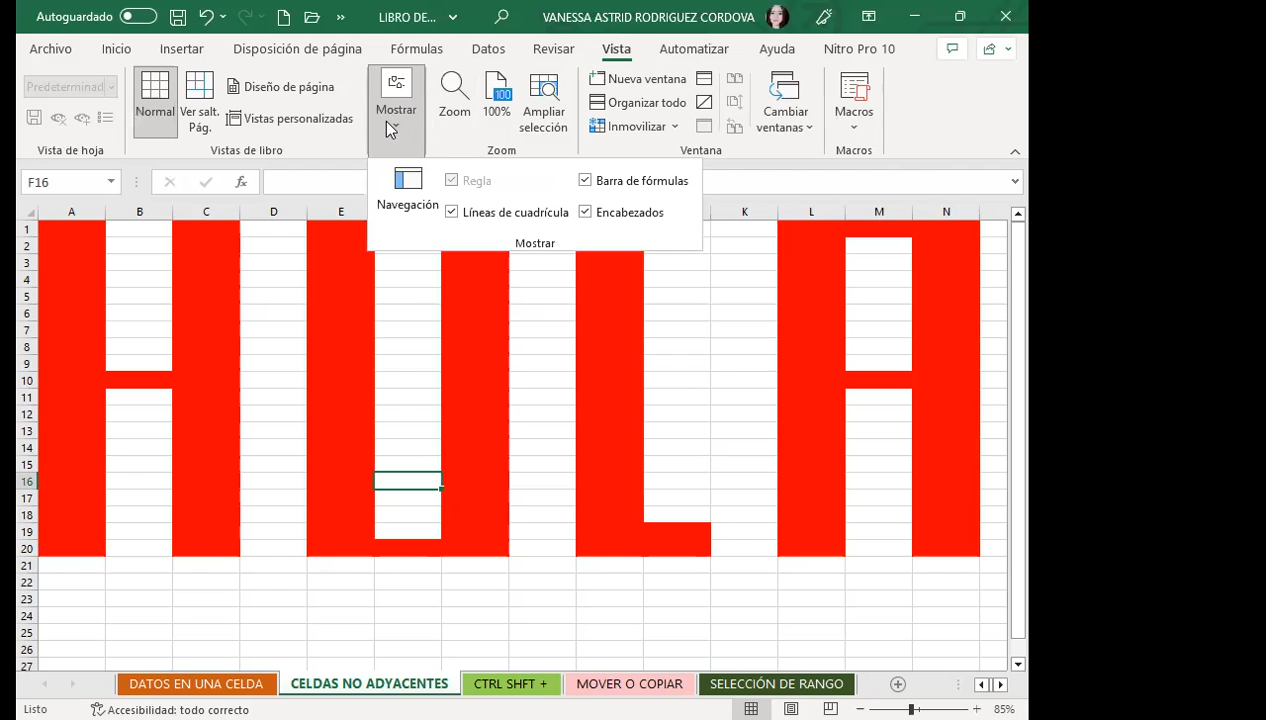 Autoguardado LIBRO DE... VANESSA ASTRID RODRIGUEZ CORDOVA
Archivo Inicio Insertar Disposición de página Fórmulas Datos Revisar Vista Automatizar Ayuda Nitro Pro 10
Predeterminad
Normal
Ver salt.
Pág.
Diseño de página
Vistas personalizadas
Mostrar
Zoom
100
100%
Ampliar
selección
Nueva ventana
Organizar todo
Inmovilizar
Cambiar
ventanas
Macros
Vista de hoja Vistas de libro Zoom Ventana Macros
F16 fx
Navegación
Regla Barra de fórmulas
Líneas de cuadrícula Encabezados
Mostrar
A B C D E K L M N
1
2
3
4
5
6
7
8
9
10
11
12
13
14
15
16
17
18
19
20
21
22
23
24
25
26
27
HULA
DATOS EN UNA CELDA CELDAS NO ADYACENTES CTRL SHFT + MOVER O COPIAR SELECCIÓN DE RANGO
Listo Accesibilidad: todo correcto 85%